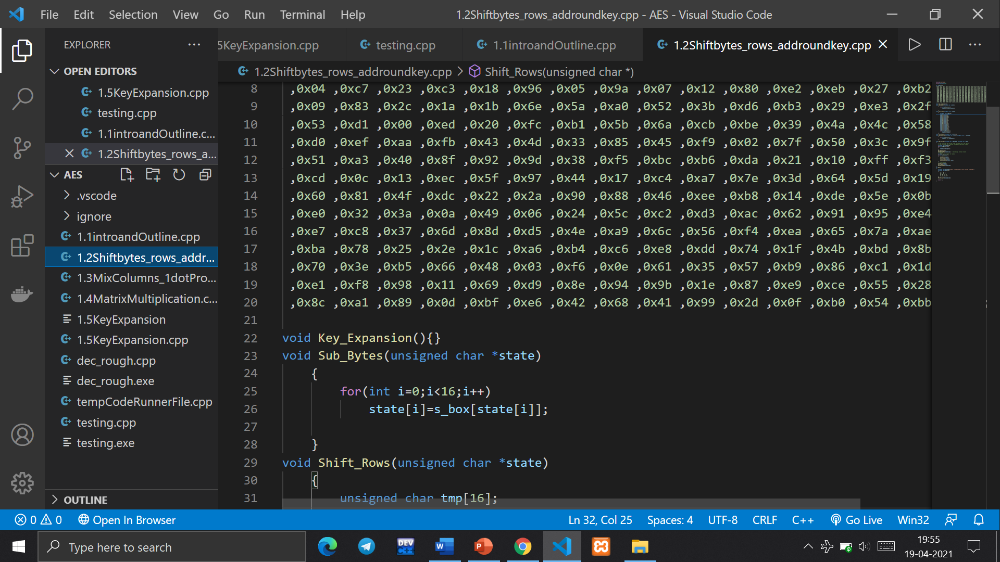 File Edit Selection View Go Run Terminal Help 1.2Shiftbytes_rows_addroundkey.cpp - AES - Visual Studio Code
EXPLORER
5KeyExpansion.cpp testing.cpp 1.1introandOutline.cpp 1.2Shiftbytes_rows_addroundkey.cpp
OPEN EDITORS
1.5KeyExpansion.cpp
testing.cpp
1.1introandOutline.c...
1.2Shiftbytes_rows_a...
AES
.vscode
ignore
1.1introandOutline.cpp
1.2Shiftbytes_rows_addr...
1.3MixColumns_1dotPro...
1.4MatrixMultiplication.c...
1.5KeyExpansion
1.5KeyExpansion.cpp
dec_rough.cpp
dec_rough.exe
tempCodeRunnerFile.cpp
testing.cpp
testing.exe
OUTLINE
1.2Shiftbytes_rows_addroundkey.cpp > Shift_Rows(unsigned char *)
8 ,0x04 ,0xc7 ,0x23 ,0xc3 ,0x18 ,0x96 ,0x05 ,0x9a ,0x07 ,0x12 ,0x80 ,0xe2 ,0xeb ,0x27 ,0xb2
9 ,0x09 ,0x83 ,0x2c ,0x1a ,0x1b ,0x6e ,0x5a ,0xa0 ,0x52 ,0x3b ,0xd6 ,0xb3 ,0x29 ,0xe3 ,0x2f
10 ,0x53 ,0xd1 ,0x00 ,0xed ,0x20 ,0xfc ,0xb1 ,0x5b ,0x6a ,0xcb ,0xbe ,0x39 ,0x4a ,0x4c ,0x58
11 ,0xd0 ,0xef ,0xaa ,0xfb ,0x43 ,0x4d ,0x33 ,0x85 ,0x45 ,0xf9 ,0x02 ,0x7f ,0x50 ,0x3c ,0x9f
12 ,0x51 ,0xa3 ,0x40 ,0x8f ,0x92 ,0x9d ,0x38 ,0xf5 ,0xbc ,0xb6 ,0xda ,0x21 ,0x10 ,0xff ,0xf3
13 ,0xcd ,0x0c ,0x13 ,0xec ,0x5f ,0x97 ,0x44 ,0x17 ,0xc4 ,0xa7 ,0x7e ,0x3d ,0x64 ,0x5d ,0x19
14 ,0x60 ,0x81 ,0x4f ,0xdc ,0x22 ,0x2a ,0x90 ,0x88 ,0x46 ,0xee ,0xb8 ,0x14 ,0xde ,0x5e ,0x0b
15 ,0xe0 ,0x32 ,0x3a ,0x0a ,0x49 ,0x06 ,0x24 ,0x5c ,0xc2 ,0xd3 ,0xac ,0x62 ,0x91 ,0x95 ,0xe4
16 ,0xe7 ,0xc8 ,0x37 ,0x6d ,0x8d ,0xd5 ,0x4e ,0xa9 ,0x6c ,0x56 ,0xf4 ,0xea ,0x65 ,0x7a ,0xae
17 ,0xba ,0x78 ,0x25 ,0x2e ,0x1c ,0xa6 ,0xb4 ,0xc6 ,0xe8 ,0xdd ,0x74 ,0x1f ,0x4b ,0xbd ,0x8b
18 ,0x70 ,0x3e ,0xb5 ,0x66 ,0x48 ,0x03 ,0xf6 ,0x0e ,0x61 ,0x35 ,0x57 ,0xb9 ,0x86 ,0xc1 ,0x1d
19 ,0xe1 ,0xf8 ,0x98 ,0x11 ,0x69 ,0xd9 ,0x8e ,0x94 ,0x9b ,0x1e ,0x87 ,0xe9 ,0xce ,0x55 ,0x28
20 ,0x8c ,0xa1 ,0x89 ,0x0d ,0xbf ,0xe6 ,0x42 ,0x68 ,0x41 ,0x99 ,0x2d ,0x0f ,0xb0 ,0x54 ,0xbb
21
22 void Key_Expansion(){}
23 void Sub_Bytes(unsigned char *state)
24 {
25 for(int i=0;i<16;i++)
26 state[i]=s_box[state[i]];
27
28 }
29 void Shift_Rows(unsigned char *state)
30 {
31 unsigned char tmp[16];
0 0 Open In Browser Ln 32, Col 25 Spaces: 4 UTF-8 CRLF C++ Go Live Win32
Type here to search
DEV C++
W
P
19:55
19-04-2021